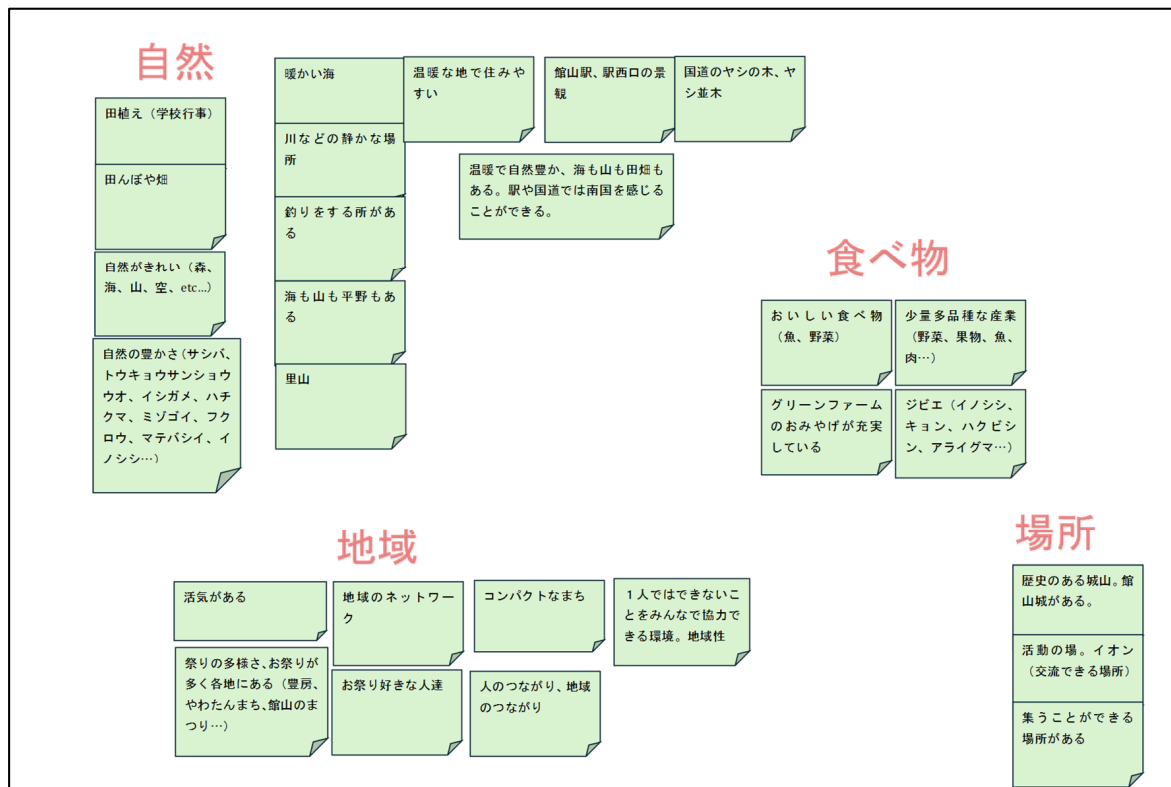 自然
田植え（学校行事）
田んぼや畑
自然がきれい（森、
海、山、空、etc...）
自然の豊かさ（サシバ、
トウキョウサンショウ
ウオ、イシガメ、ハチ
クマ、ミゾゴイ、フク
ロウ、マテバシイ、イ
ノシシ…）
暖かい海
川などの静かな場
所
釣りをする所があ
る
海も山も平野もあ
る
里山
温暖な地で住みや
すい
館山駅、駅西口の景
観
国道のヤシの木、ヤ
シ並木
温暖で自然豊か、海も山も田畑も
ある。駅や国道では南国を感じる
ことができる。
食べ物
おいしい食べ物
（魚、野菜）
少量多品種な産業
（野菜、果物、魚、
肉…）
グリーンファーム
のおみやげが充実
している
ジビエ（イノシシ、
キョン、ハクビシ
ン、アライグマ…）
地域
活気がある
地域のネットワー
ク
コンパクトなまち
１人ではできないこ
とをみんなで協力で
きる環境。地域性
祭りの多様さ、お祭りが
多く各地にある（豊房、
やわたんまち、館山のま
つり…）
お祭り好きな人達
人のつながり、地域
のつながり
場所
歴史のある城山。館
山城がある。
活動の場。イオン
（交流できる場所）
集うことができる
場所がある